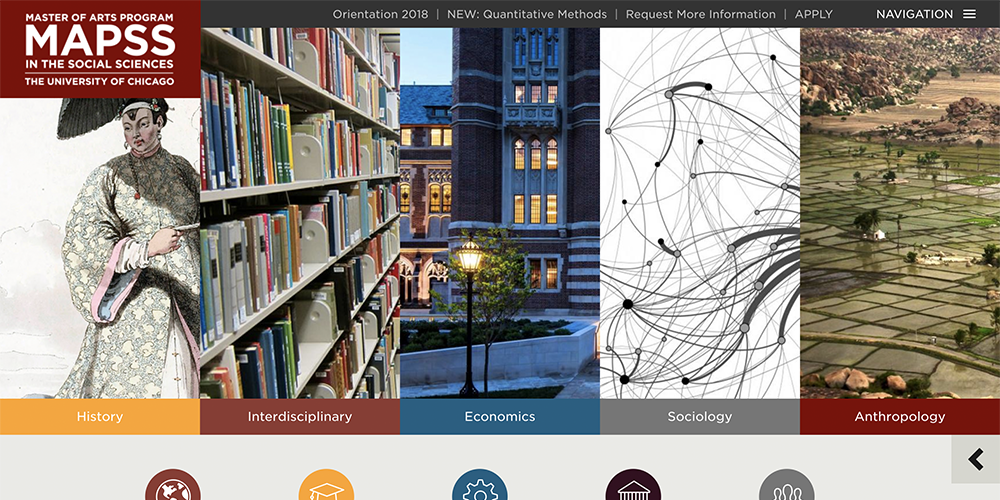 MASTER OF ARTS PROGRAM
MAPSS
IN THE SOCIAL SCIENCES
THE UNIVERSITY OF CHICAGO
Orientation 2018 | NEW: Quantitative Methods | Request More Information | APPLY
NAVIGATION
History
Interdisciplinary
Economics
Sociology
Anthropology